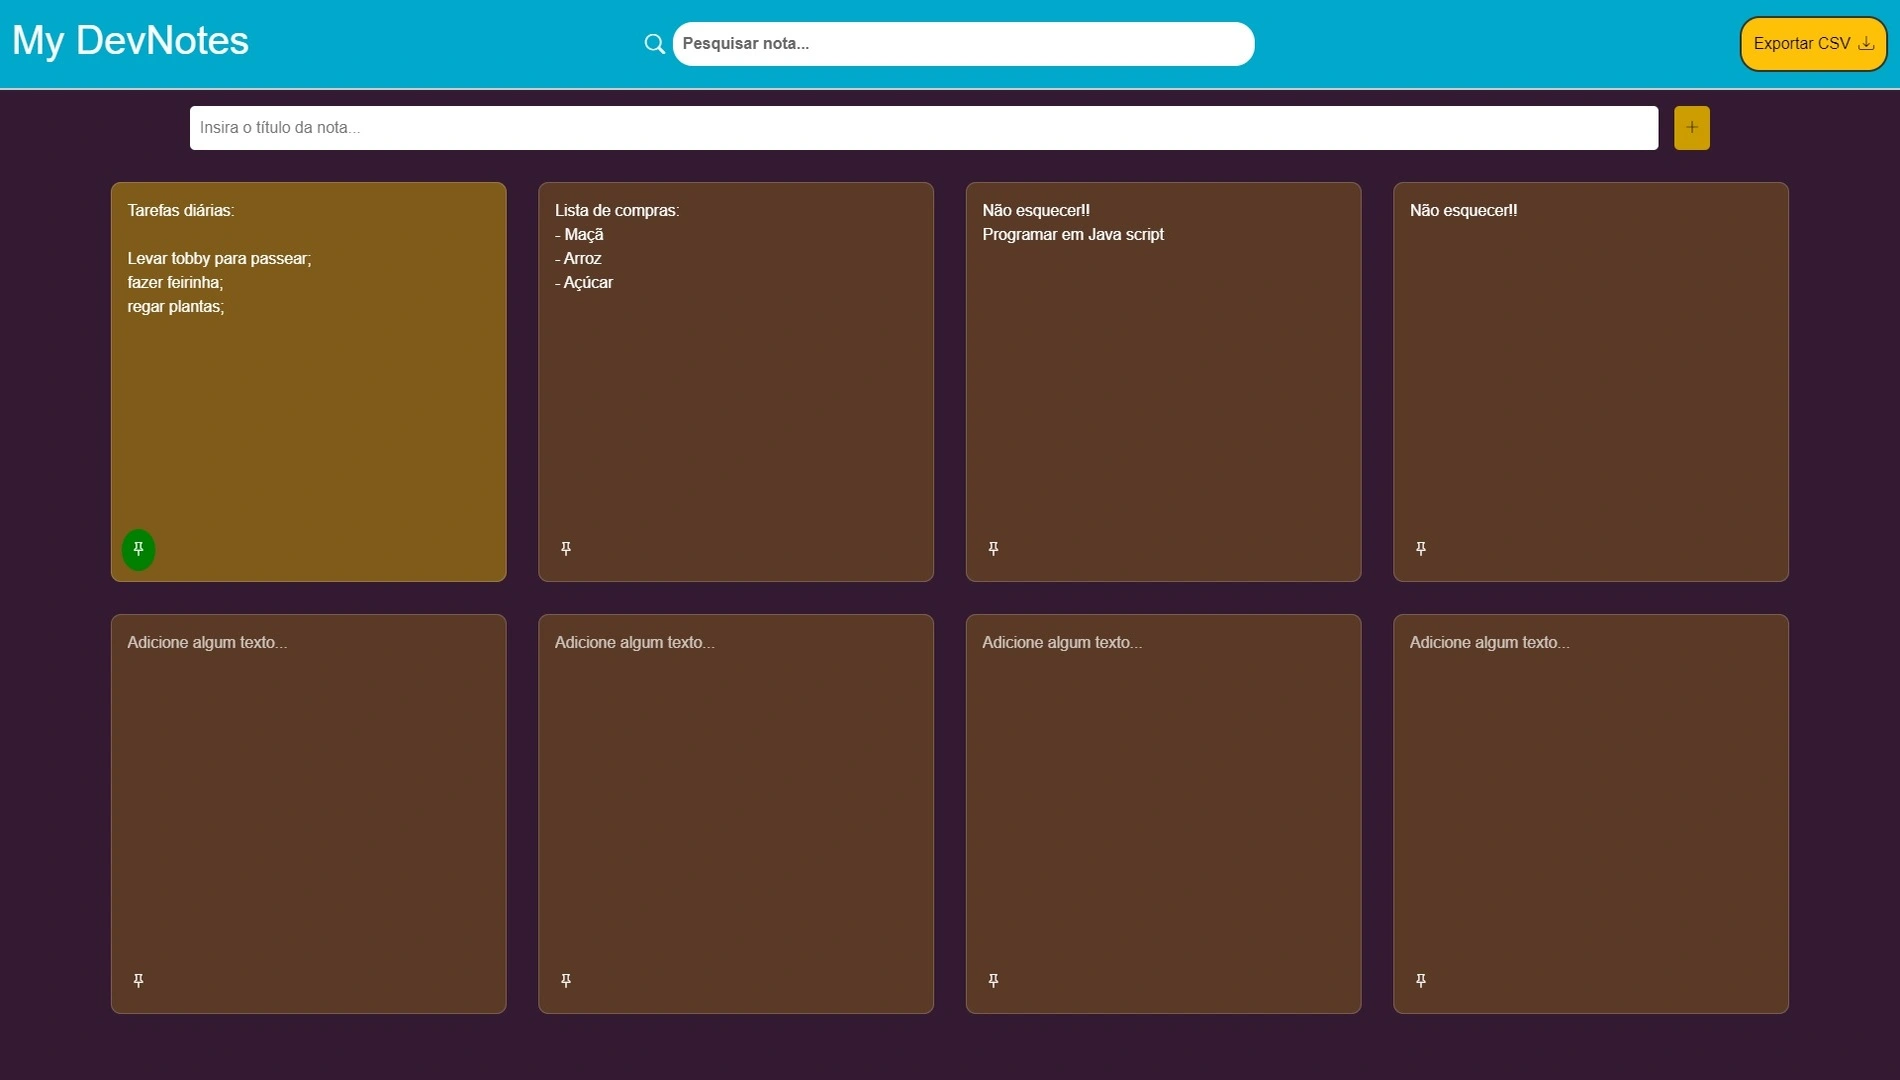 My DevNotes
Pesquisar nota...
Exportar CSV
Insira o título da nota...
+
Tarefas diárias:
Levar tobby para passear;
fazer feirinha;
regar plantas;
Lista de compras:
- Maçã
- Arroz
- Açúcar
Não esquecer!!
Programar em Java script
Não esquecer!!
Adicione algum texto...
Adicione algum texto...
Adicione algum texto...
Adicione algum texto...